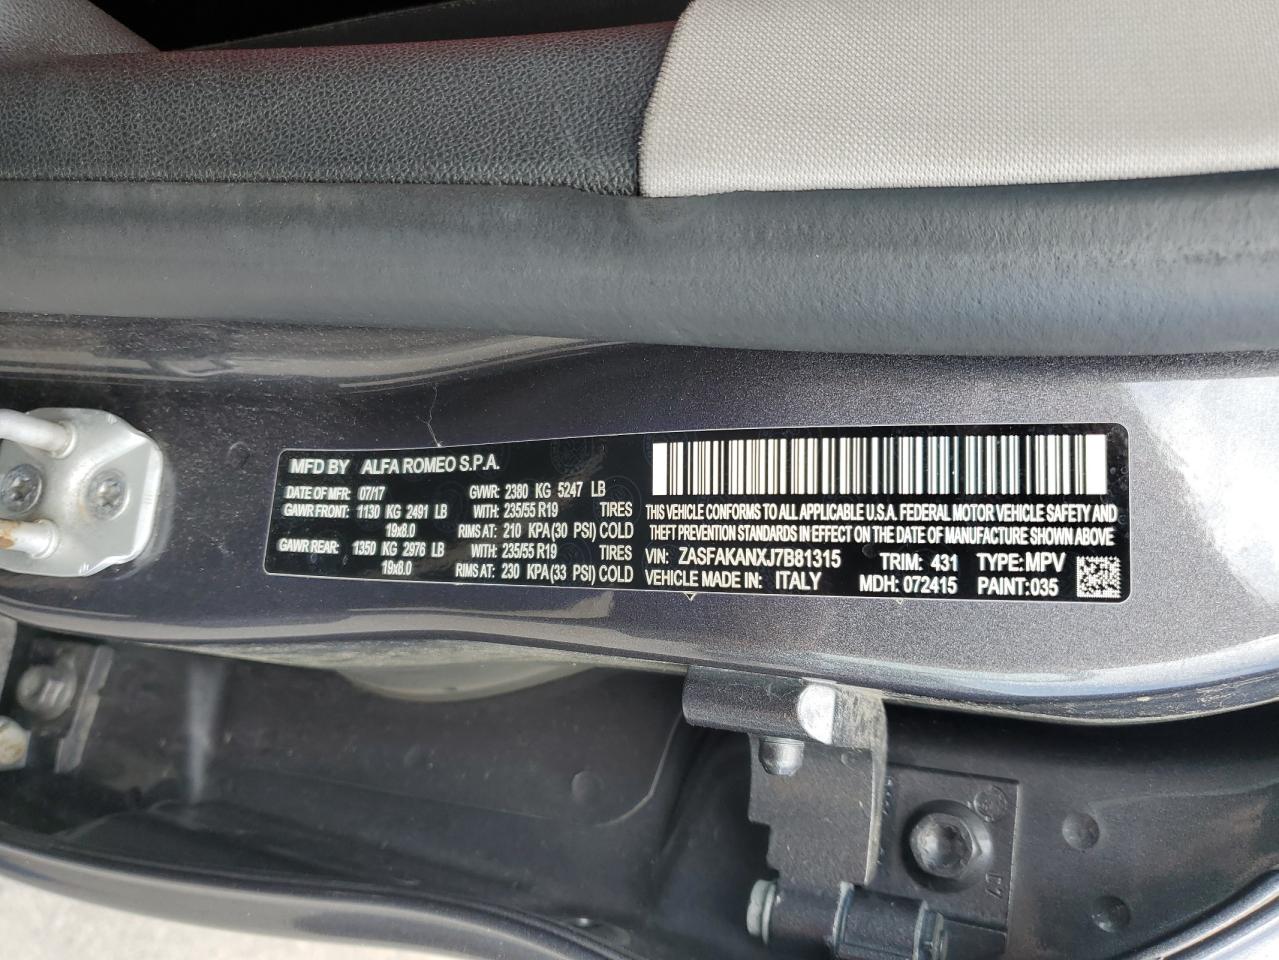 MFD BY ALFA ROMEO S.P.A.
DATE OF MFR: 07/17 GVWR: 2380 KG 5247 LB
GAWR FRONT: 1130 KG 2491 LB WITH: 235/55 R19 TIRES
19x8.0 RIMS AT: 210 KPA(30 PSI) COLD
GAWR REAR: 1350 KG 2976 LB WITH: 235/55 R19 TIRES
19x8.0 RIMS AT: 230 KPA(33 PSI) COLD
THIS VEHICLE CONFORMS TO ALL APPLICABLE U.S.A. FEDERAL MOTOR VEHICLE SAFETY AND
THEFT PREVENTION STANDARDS IN EFFECT ON THE DATE OF MANUFACTURE SHOWN ABOVE
VIN: ZASFAKANXJ7B81315 TRIM: 431 TYPE: MPV
VEHICLE MADE IN: ITALY MDH: 072415 PAINT:035